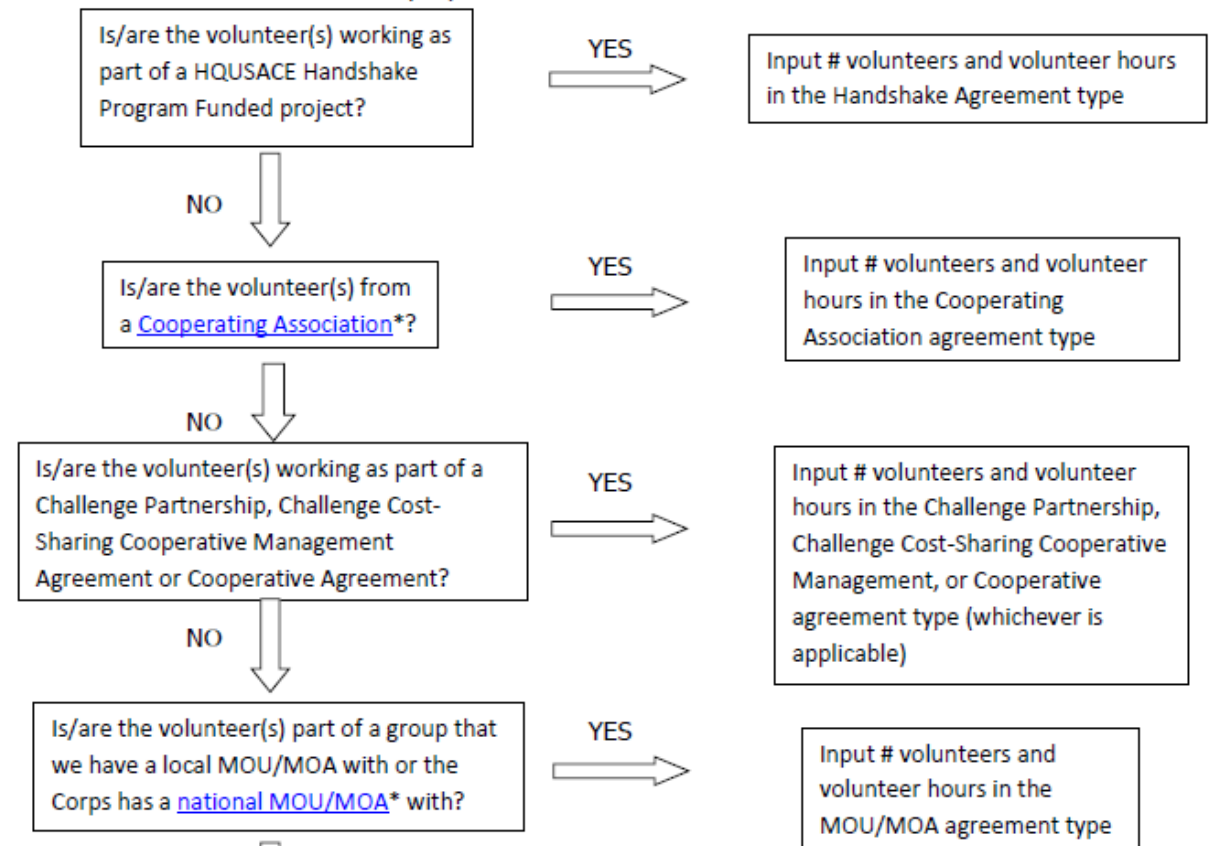 Is/are the volunteer(s) working as
part of a HQUSACE Handshake
Program Funded project?
YES
Input # volunteers and volunteer hours
in the Handshake Agreement type
NO
Is/are the volunteer(s) from
a Cooperating Association*?
YES
Input # volunteers and volunteer
hours in the Cooperating
Association agreement type
NO
Is/are the volunteer(s) working as part of a
Challenge Partnership, Challenge Cost-
Sharing Cooperative Management
Agreement or Cooperative Agreement?
YES
Input # volunteers and volunteer
hours in the Challenge Partnership,
Challenge Cost-Sharing Cooperative
Management, or Cooperative
agreement type (whichever is
applicable)
NO
Is/are the volunteer(s) part of a group that
we have a local MOU/MOA with or the
Corps has a national MOU/MOA* with?
YES
Input # volunteers and
volunteer hours in the
MOU/MOA agreement type